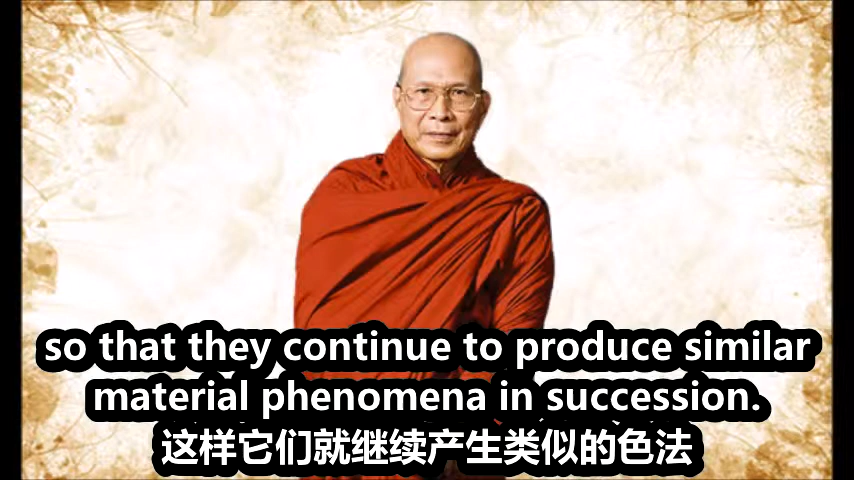 so that they continue to produce similar
material phenomena in succession.
这样它们就继续产生类似的色法